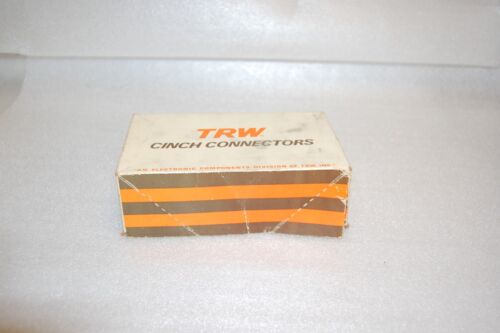 TRW
CINCH CONNECTORS
AN ELECTRONIC COMPONENTS DIVISION OF TRW INC.